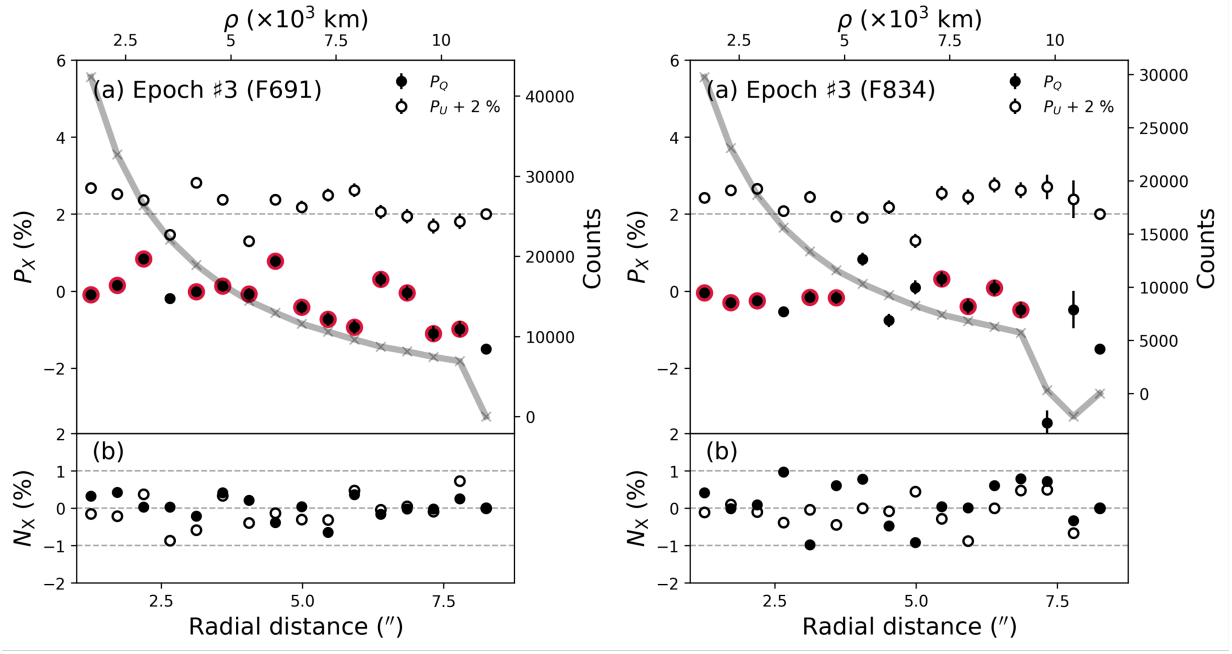 ρ (×10³ km)
2.5 5 7.5 10
(a) Epoch ♯3 (F691)
P_Q
P_U + 2 %
6
4
2
0
−2
P_X (%)
40000
30000
20000
10000
0
Counts
(b)
2
1
0
−1
−2
N_X (%)
2.5 5.0 7.5
Radial distance (′′)
ρ (×10³ km)
2.5 5 7.5 10
(a) Epoch ♯3 (F834)
P_Q
P_U + 2 %
6
4
2
0
−2
P_X (%)
30000
25000
20000
15000
10000
5000
0
Counts
(b)
2
1
0
−1
−2
N_X (%)
2.5 5.0 7.5
Radial distance (′′)